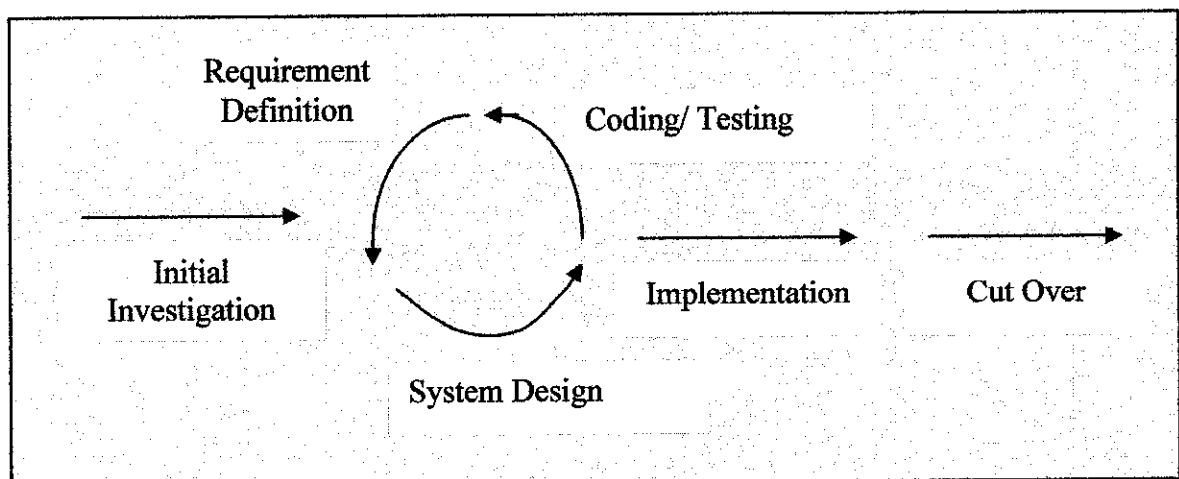 Requirement
Definition
Coding/ Testing
Initial
Investigation
Implementation
Cut Over
System Design